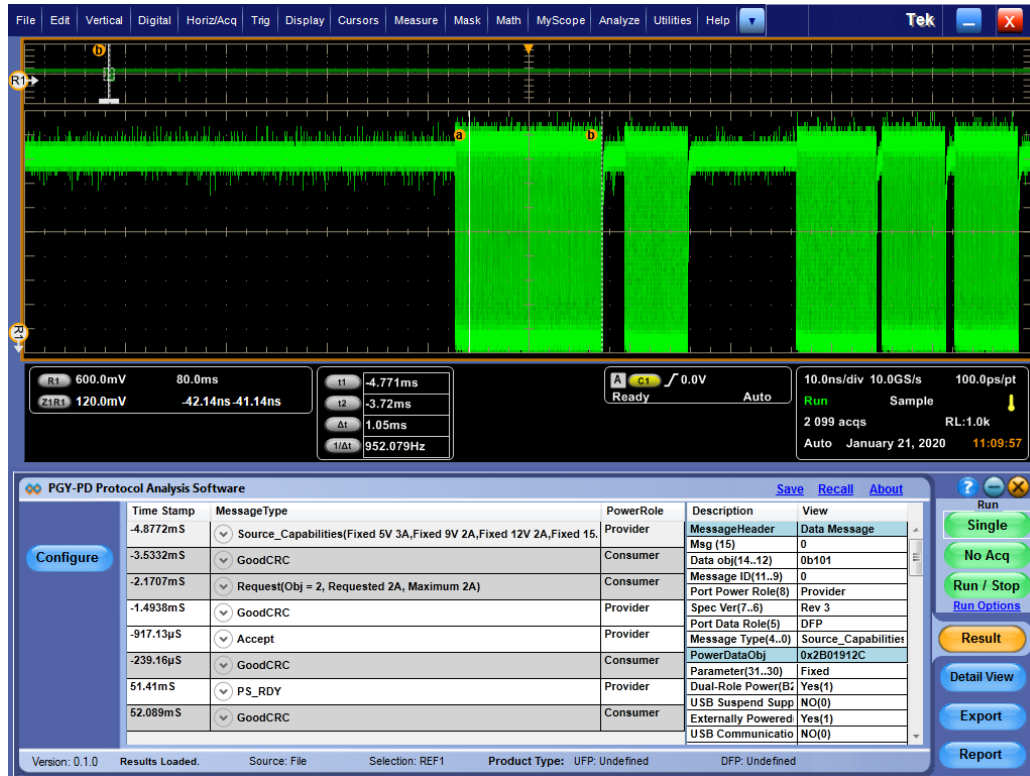 File Edit Vertical Digital Horiz/Acq Trig Display Cursors Measure Mask Math MyScope Analyze Utilities Help Tek X
b
R1
a b
R1
R1 600.0mV 80.0ms
Z1R1 120.0mV -42.14ns-41.14ns
t1 -4.771ms
t2 -3.72ms
Δt 1.05ms
1/Δt 952.079Hz
A C1 0.0V
Ready Auto
10.0ns/div 10.0GS/s 100.0ps/pt
Run Sample
2 099 acqs RL:1.0k
Auto January 21, 2020 11:09:57
PGY-PD Protocol Analysis Software Save Recall About ?
Configure
Time Stamp MessageType PowerRole
-4.8772mS Source_Capabilities(Fixed 5V 3A,Fixed 9V 2A,Fixed 12V 2A,Fixed 15. Provider
-3.5332mS GoodCRC Consumer
-2.1707mS Request(Obj = 2, Requested 2A, Maximum 2A) Consumer
-1.4938mS GoodCRC Provider
-917.13µS Accept Provider
-239.16µS GoodCRC Consumer
51.41mS PS_RDY Provider
52.089mS GoodCRC Consumer
Description View
MessageHeader Data Message
Msg (15) 0
Data obj(14..12) 0b101
Message ID(11..9) 0
Port Power Role(8) Provider
Spec Ver(7..6) Rev 3
Port Data Role(5) DFP
Message Type(4..0) Source_Capabilities
PowerDataObj 0x2B01912C
Parameter(31..30) Fixed
Dual-Role Power(B2 Yes(1)
USB Suspend Supp NO(0)
Externally Powered Yes(1)
USB Communicatio NO(0)
Run
Single
No Acq
Run / Stop
Run Options
Result
Detail View
Export
Report
Version: 0.1.0 Results Loaded. Source: File Selection: REF1 Product Type: UFP: Undefined DFP: Undefined